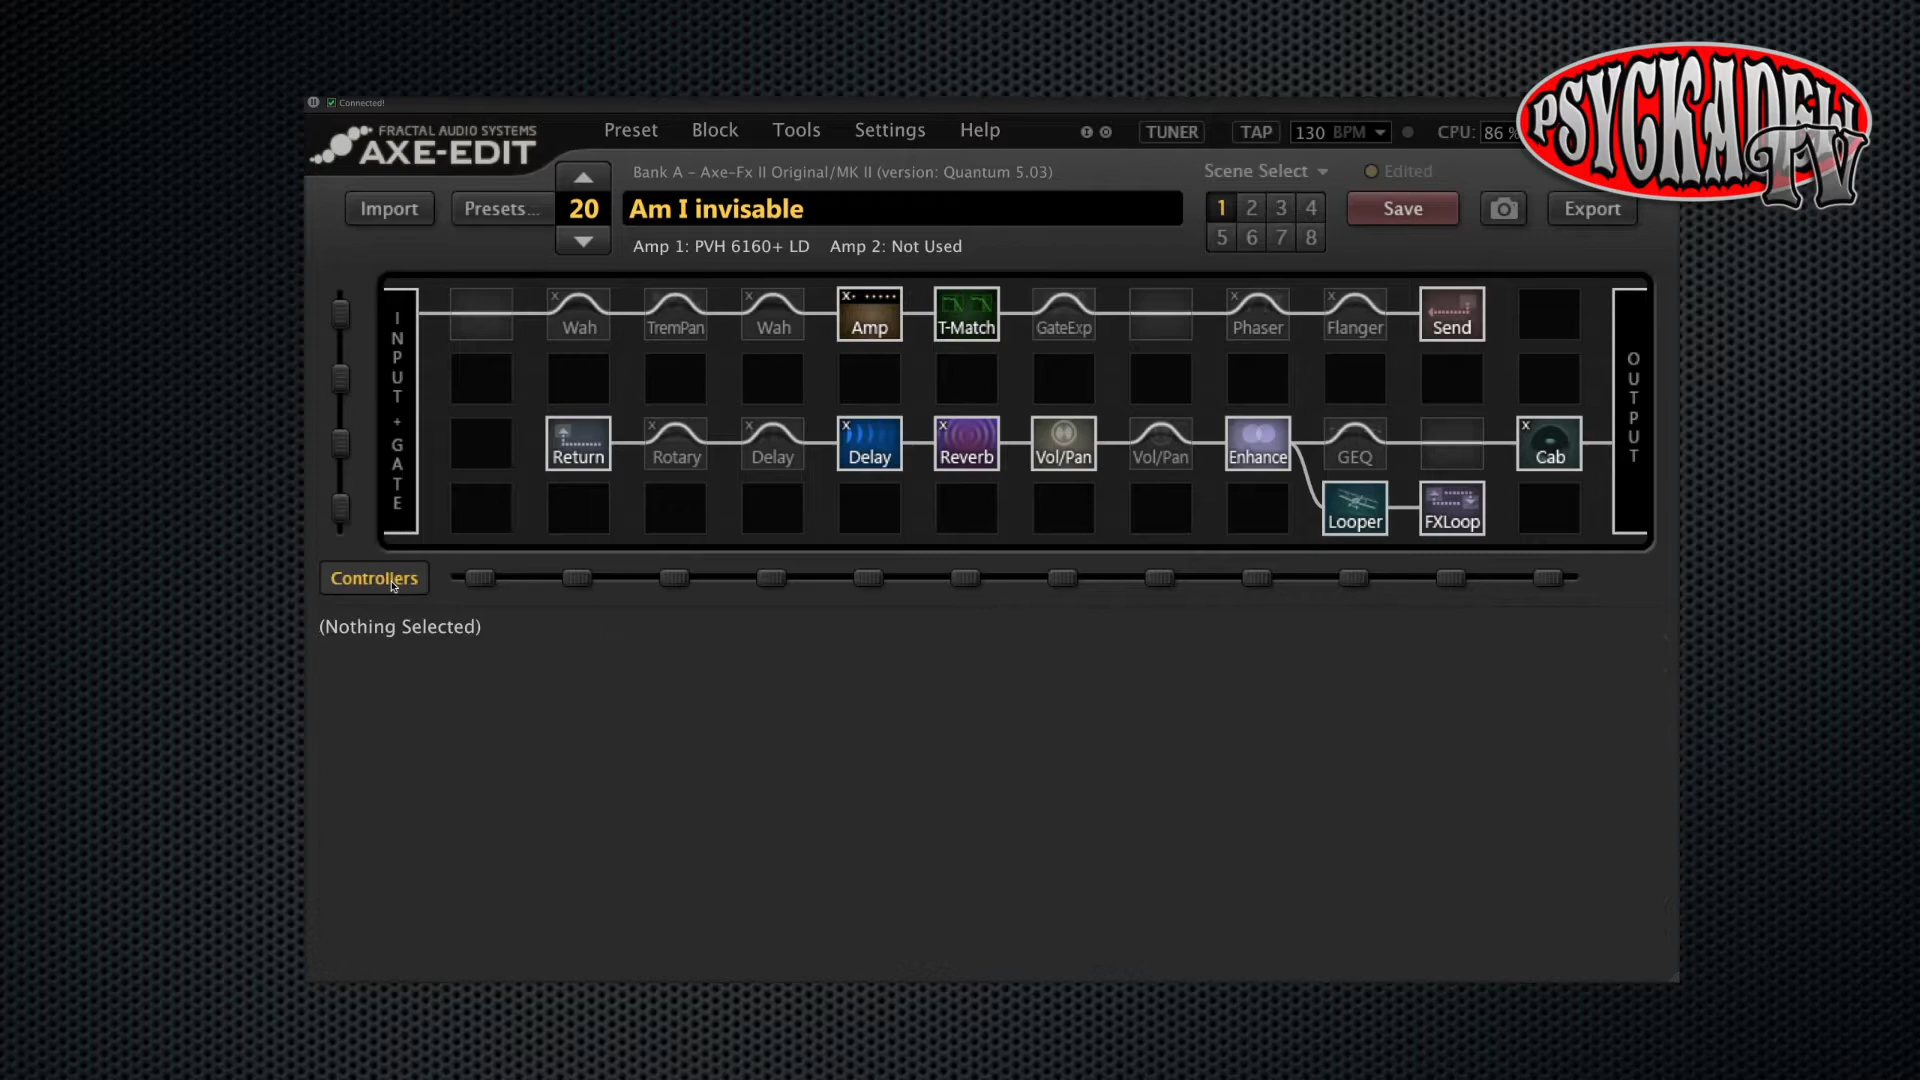 Connected!
FRACTAL AUDIO SYSTEMS
AXE-EDIT
Preset Block Tools Settings Help
TUNER TAP 130 BPM CPU: 86 %
PSYCKADELI TV
Bank A - Axe-Fx II Original/MK II (version: Quantum 5.03)
Scene Select Edited
Import Presets... 20 Am I invisable
1 2 3 4
5 6 7 8
Save Export
Amp 1: PVH 6160+ LD Amp 2: Not Used
INPUT + GATE
Wah TremPan Wah Amp T-Match GateExp Phaser Flanger Send
Return Rotary Delay Delay Reverb Vol/Pan Vol/Pan Enhance GEQ Cab
Looper FXLoop
OUTPUT
Controllers
(Nothing Selected)